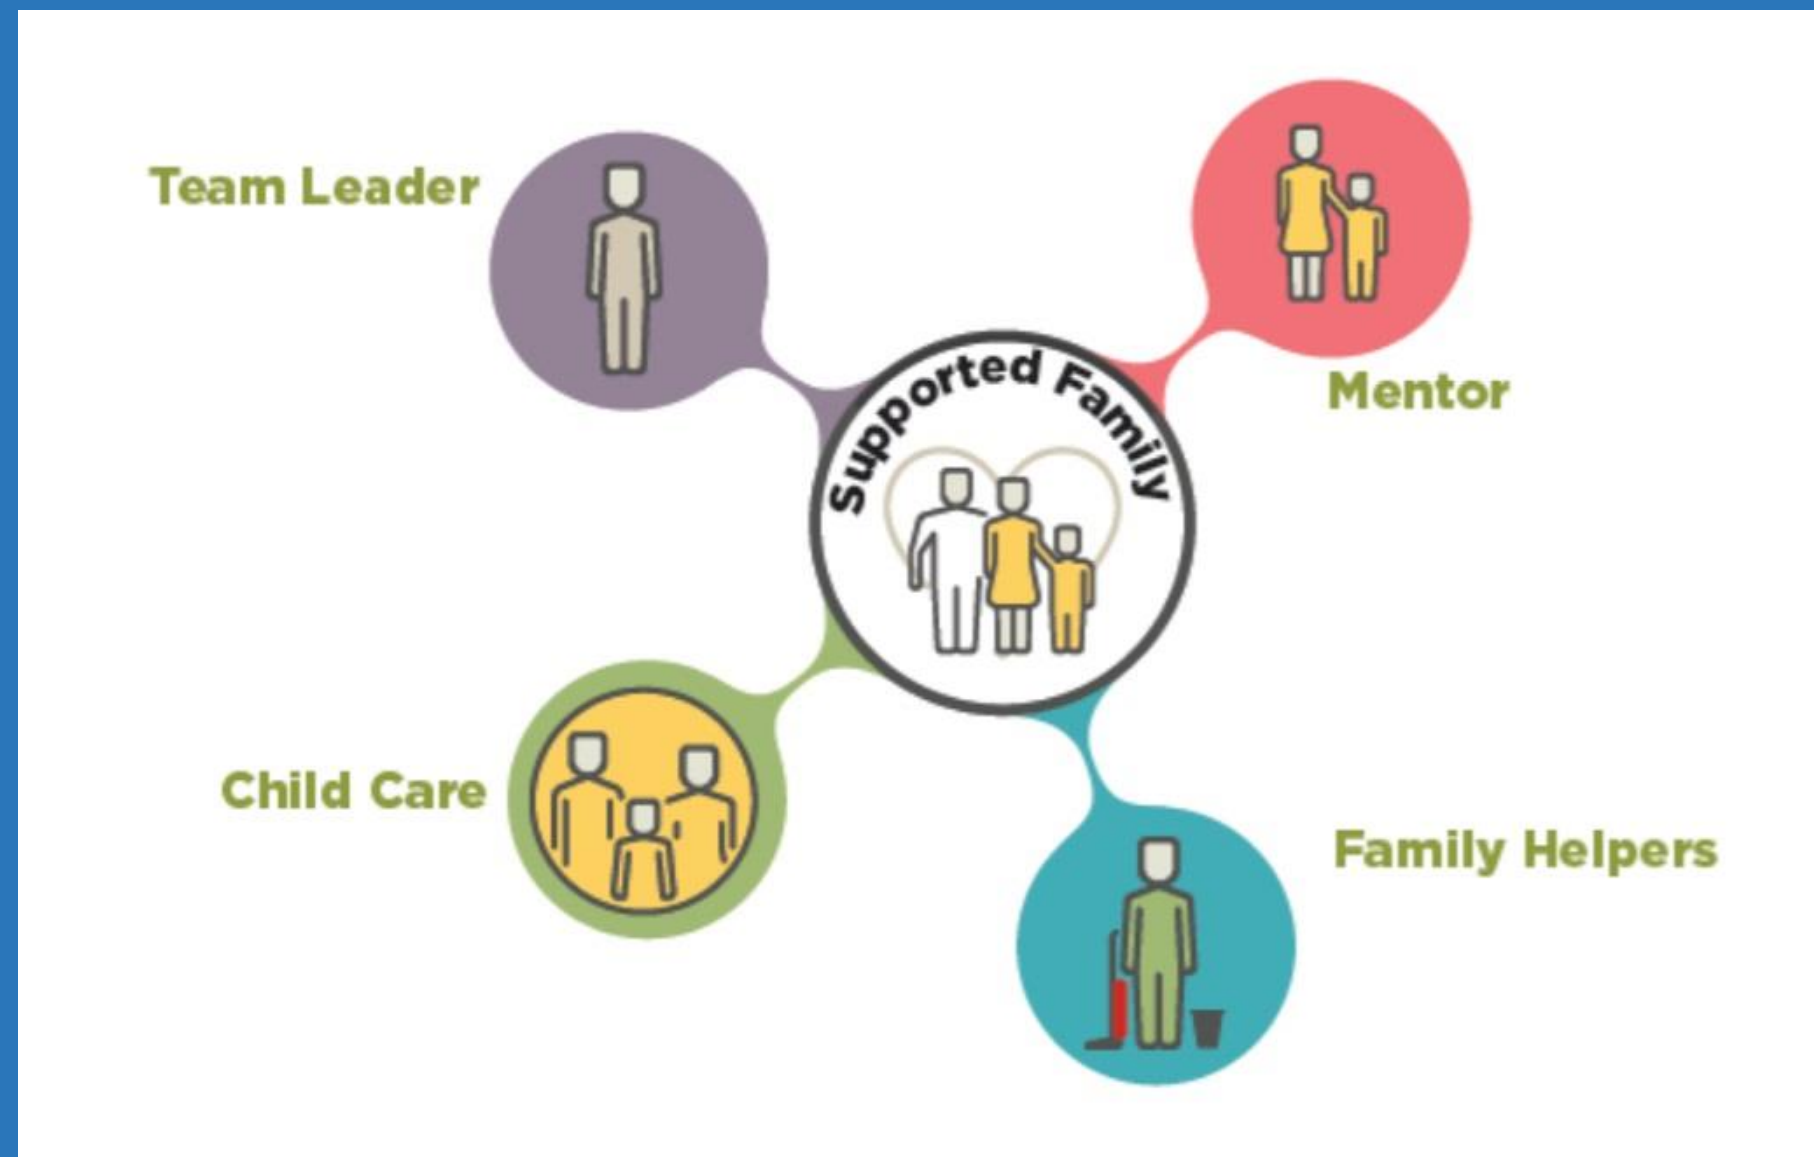 Team Leader
Supported Family
Mentor
Child Care
Family Helpers